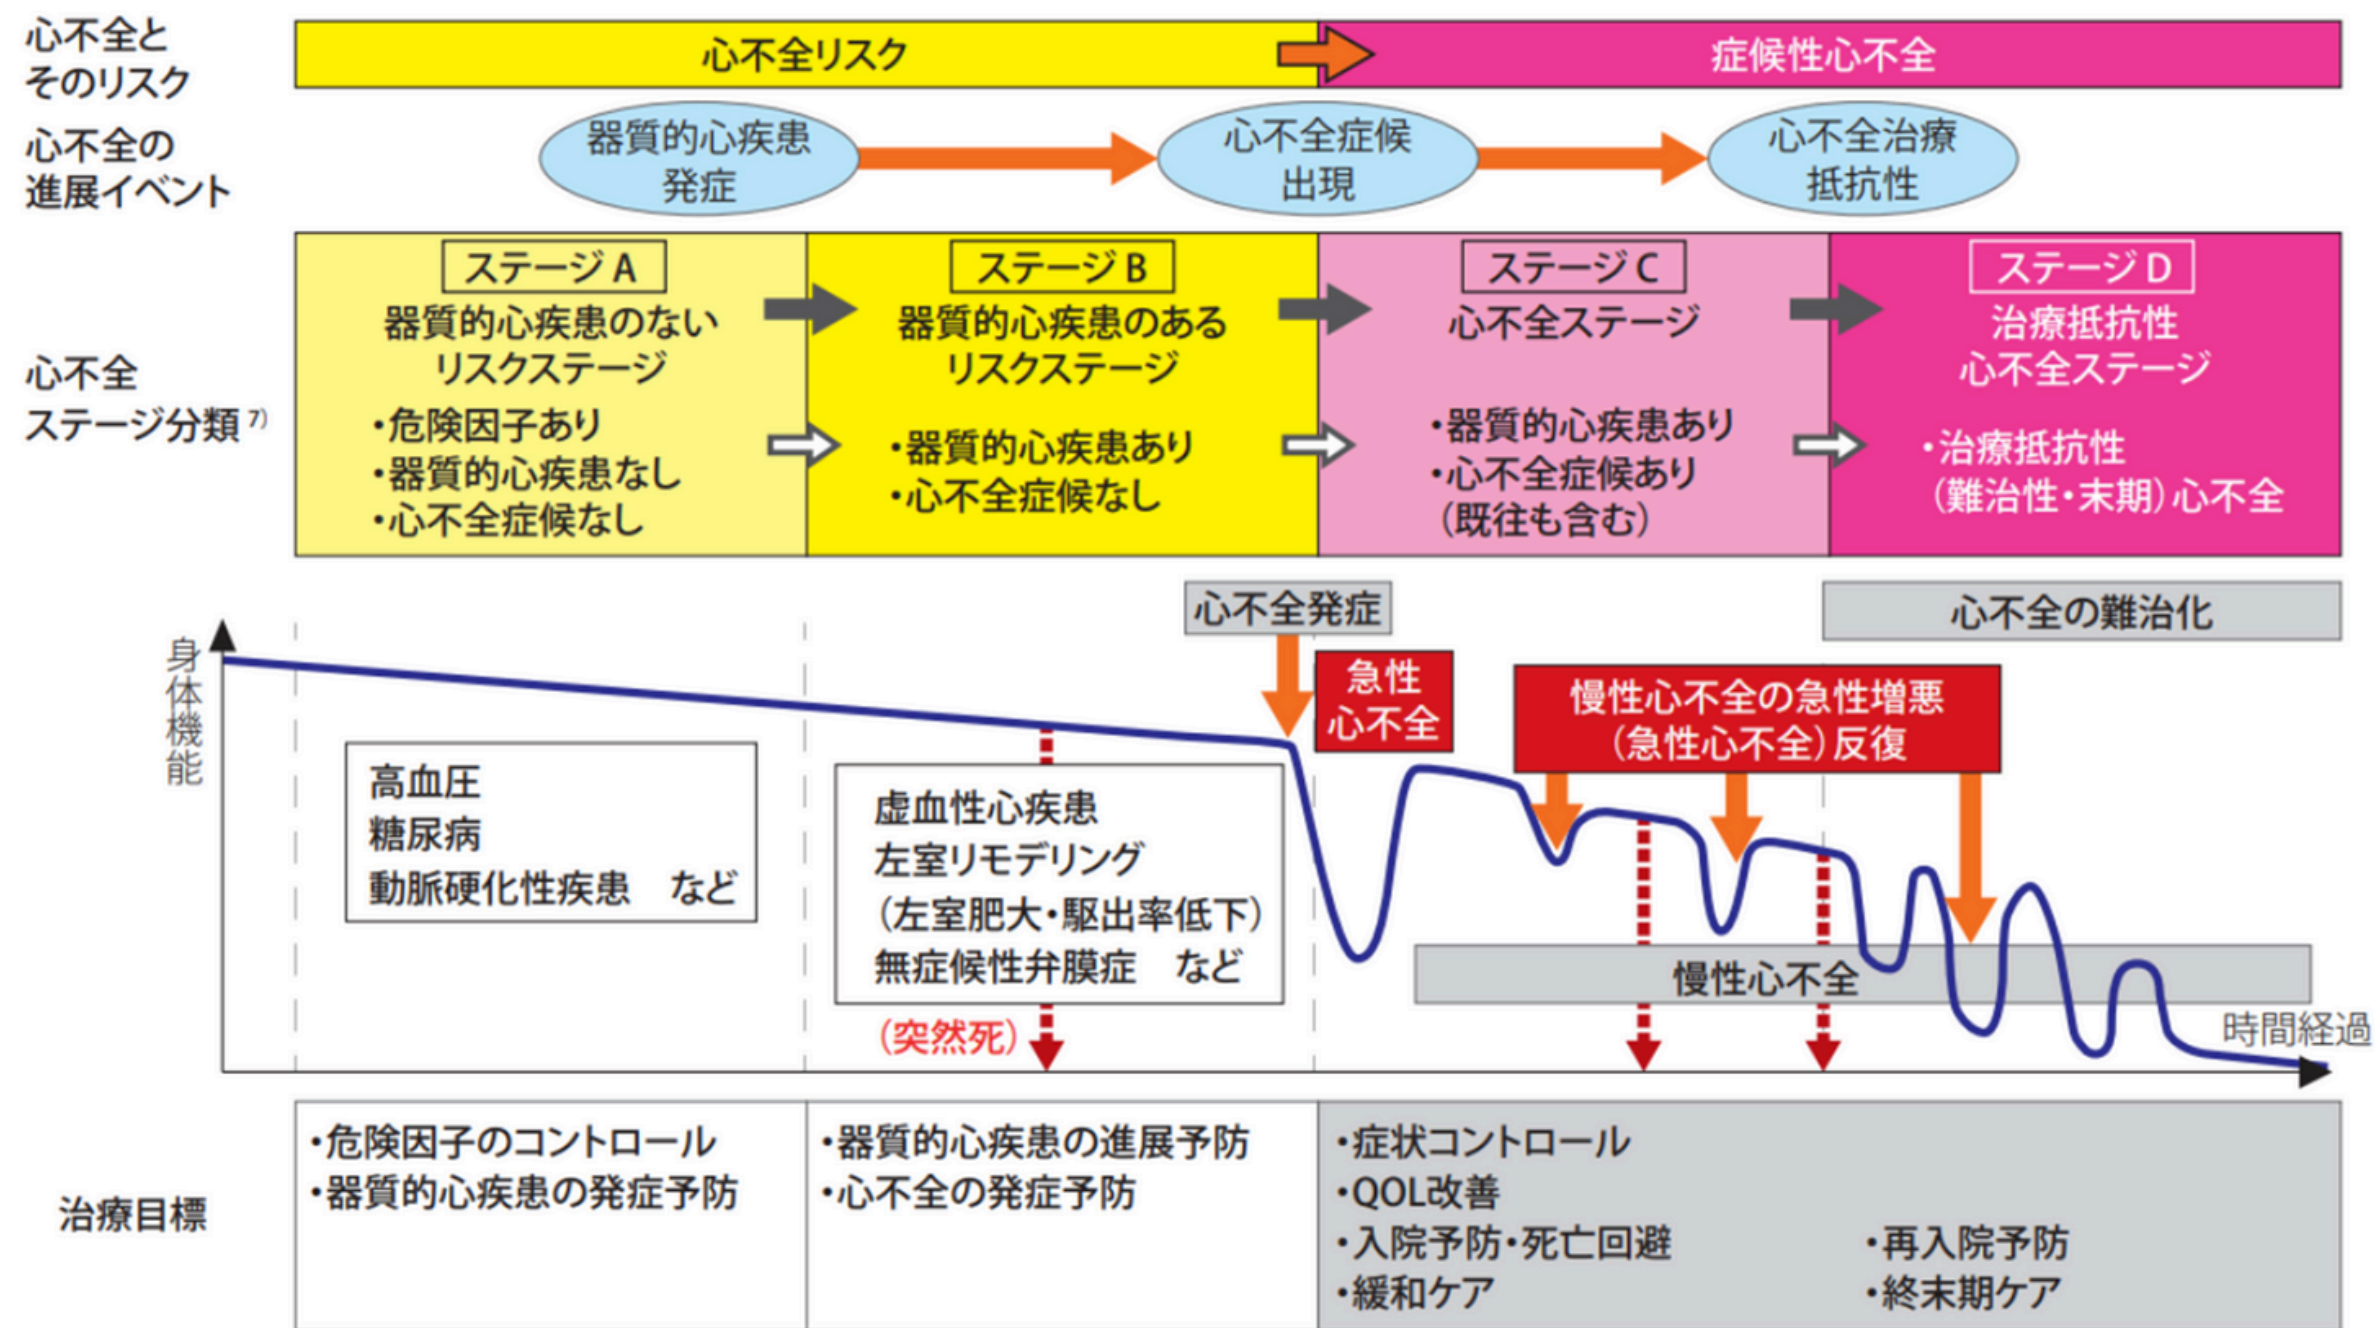 心不全と
そのリスク
心不全リスク
症候性心不全
心不全の
進展イベント
器質的心疾患
発症
心不全症候
出現
心不全治療
抵抗性
心不全
ステージ分類 7)
ステージ A
器質的心疾患のない
リスクステージ
・危険因子あり
・器質的心疾患なし
・心不全症候なし
ステージ B
器質的心疾患のある
リスクステージ
・器質的心疾患あり
・心不全症候なし
ステージ C
心不全ステージ
・器質的心疾患あり
・心不全症候あり
（既往も含む）
ステージ D
治療抵抗性
心不全ステージ
・治療抵抗性
（難治性・末期）心不全
身体機能
心不全発症
心不全の難治化
急性
心不全
慢性心不全の急性増悪
（急性心不全）反復
高血圧
糖尿病
動脈硬化性疾患　など
虚血性心疾患
左室リモデリング
（左室肥大・駆出率低下）
無症候性弁膜症　など
（突然死）
慢性心不全
時間経過
治療目標
・危険因子のコントロール
・器質的心疾患の発症予防
・器質的心疾患の進展予防
・心不全の発症予防
・症状コントロール
・QOL改善
・入院予防・死亡回避
・緩和ケア
・再入院予防
・終末期ケア